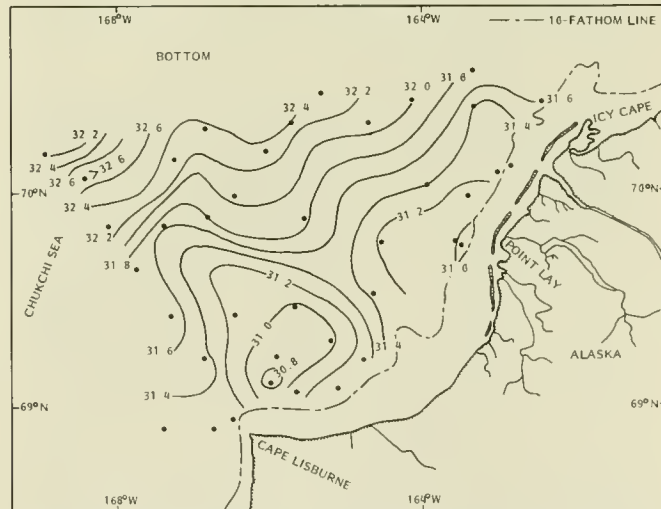 168°W
164°W
10-FATHOM LINE
BOTTOM
32 2
32 4
32 6
>32 6
32 6
32 4
32 2
31 8
32 4
32 2
32 0
31 8
31 6
31 4
ICY CAPE
70°N
70°N
CHUKCHI SEA
31 2
31 0
POINT LAY
31 2
31 0
30.8
31 6
31 4
31 4
ALASKA
69°N
69°N
CAPE LISBURNE
168°W
164°W